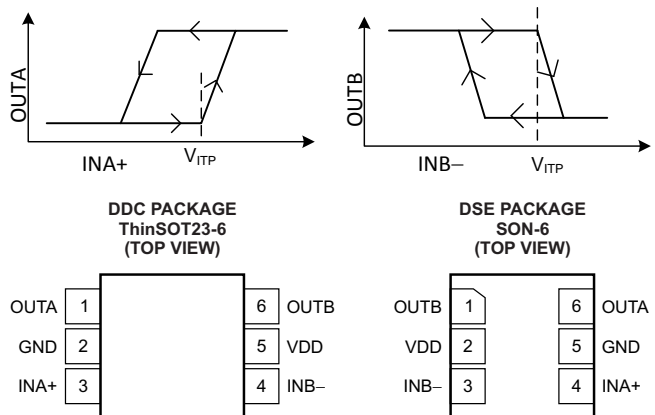 OUTA
INA+
VITP
OUTB
INB−
VITP
DDC PACKAGE
ThinSOT23-6
(TOP VIEW)
OUTA 1
6 OUTB
GND 2
5 VDD
INA+ 3
4 INB−
DSE PACKAGE
SON-6
(TOP VIEW)
OUTB 1
6 OUTA
VDD 2
5 GND
INB− 3
4 INA+